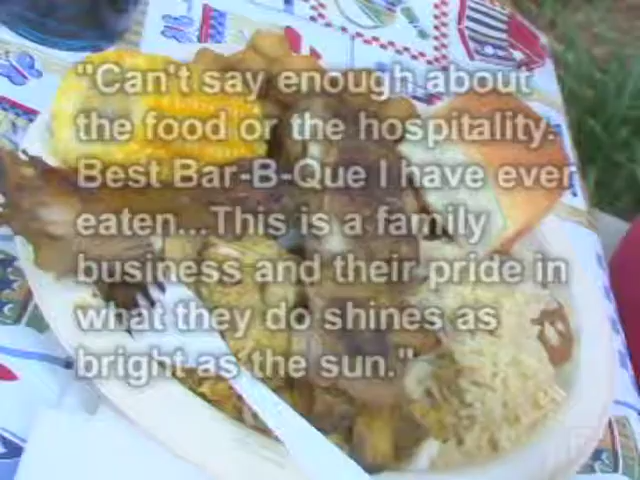 "Can't say enough about
the food or the hospitality.
Best Bar-B-Que I have ever
eaten...This is a family
business and their pride in
what they do shines as
bright as the sun."